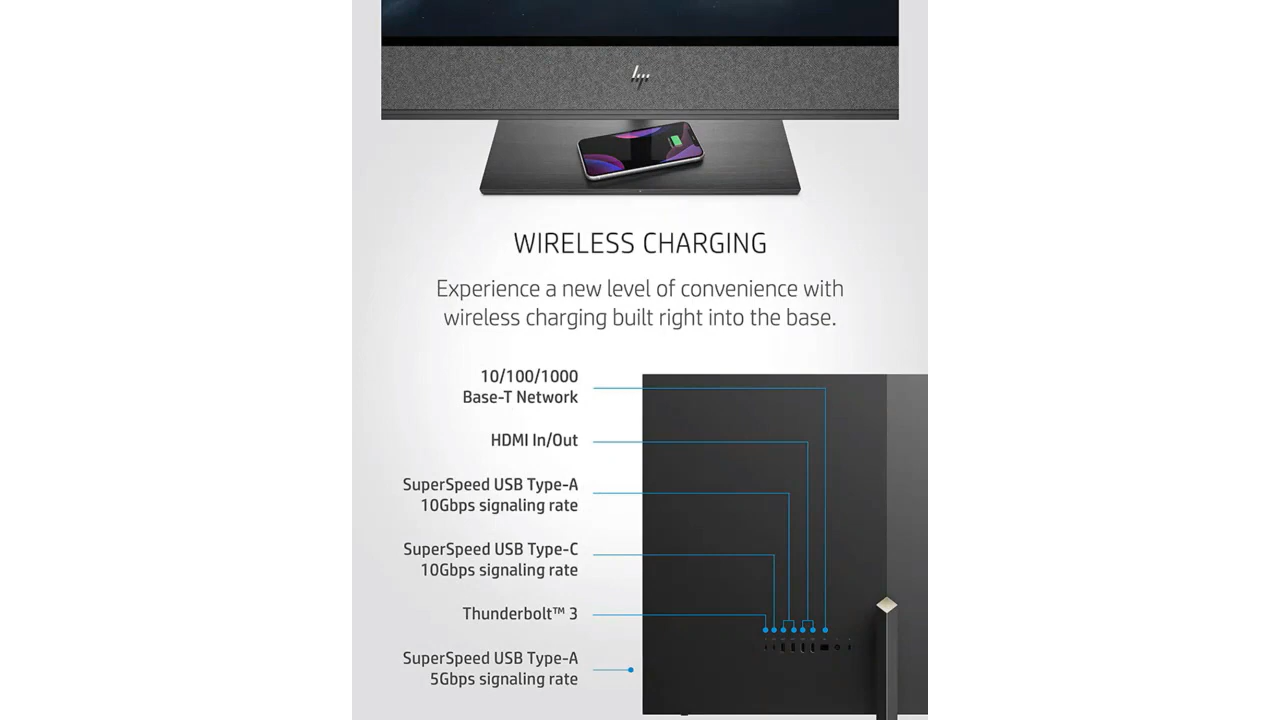 hp
WIRELESS CHARGING
Experience a new level of convenience with
wireless charging built right into the base.
10/100/1000
Base-T Network
HDMI In/Out
SuperSpeed USB Type-A
10Gbps signaling rate
SuperSpeed USB Type-C
10Gbps signaling rate
Thunderbolt™ 3
SuperSpeed USB Type-A
5Gbps signaling rate